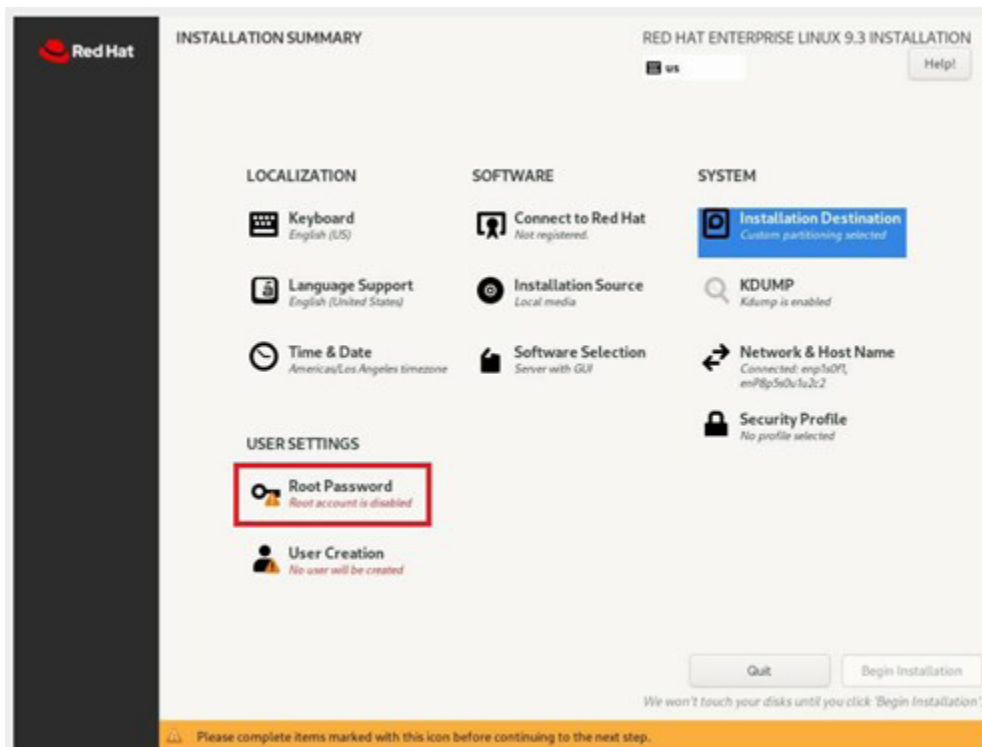 Red Hat
INSTALLATION SUMMARY
RED HAT ENTERPRISE LINUX 9.3 INSTALLATION
us
Help!
LOCALIZATION
Keyboard
English (US)
Language Support
English (United States)
Time & Date
Americas/Los Angeles timezone
SOFTWARE
Connect to Red Hat
Not registered.
Installation Source
Local media
Software Selection
Server with GUI
SYSTEM
Installation Destination
Custom partitioning selected
KDUMP
Kdump is enabled
Network & Host Name
Connected: enp1s0f1,
enP8p5s0u1u2c2
Security Profile
No profile selected
USER SETTINGS
Root Password
Root account is disabled
User Creation
No user will be created
Quit
Begin Installation
We won't touch your disks until you click 'Begin Installation'.
Please complete items marked with this icon before continuing to the next step.